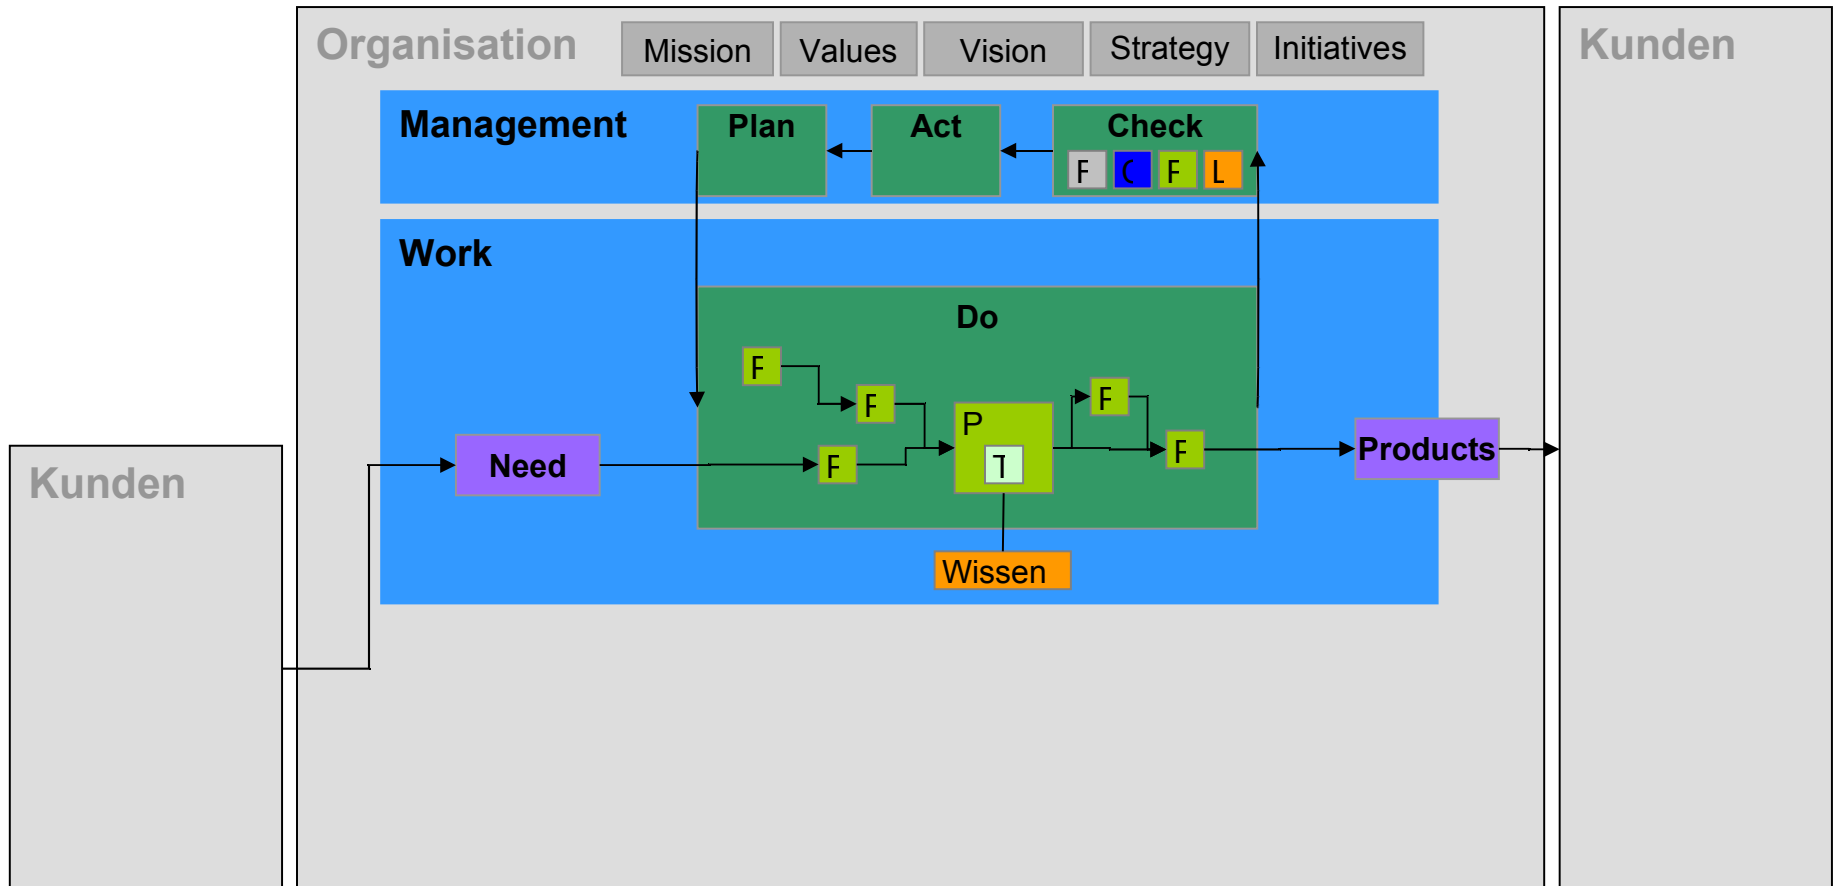 Organisation
Mission
Values
Vision
Strategy
Initiatives
Kunden
Management
Plan
Act
Check
F
F
L
Work
Do
F
F
F
P
T
F
F
Need
Products
Kunden
Wissen